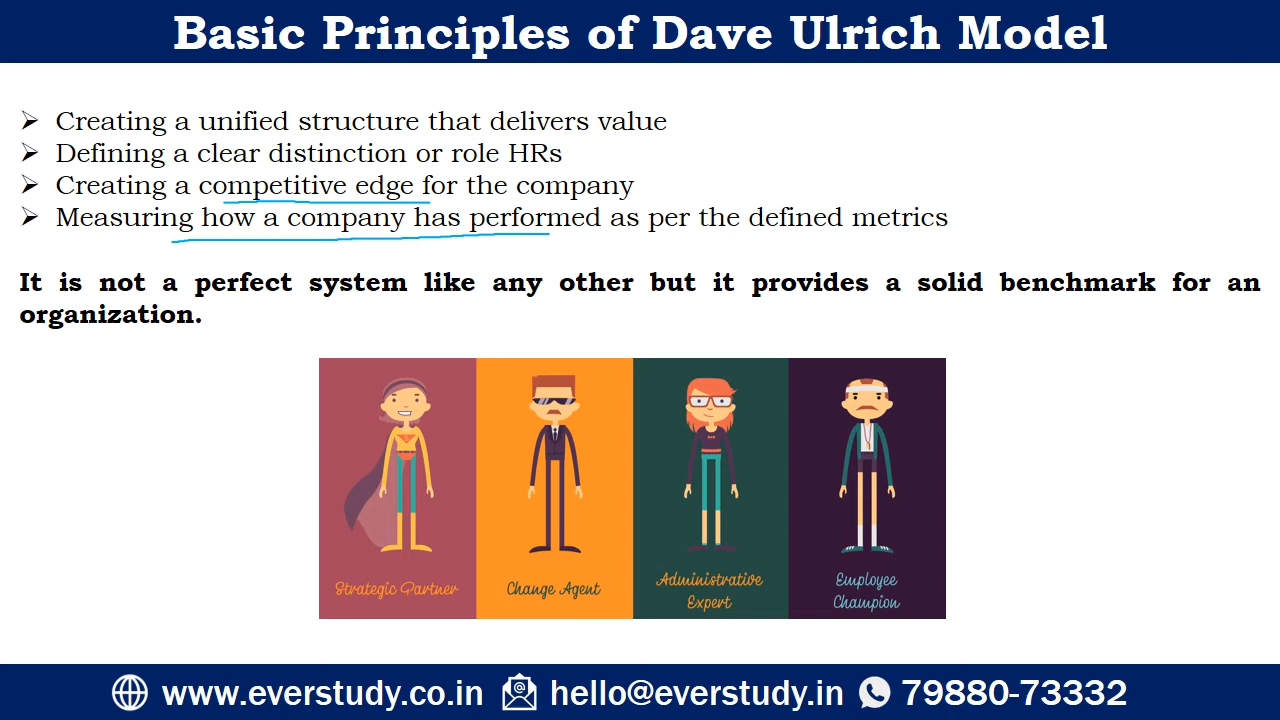 Basic Principles of Dave Ulrich Model
➢ Creating a unified structure that delivers value
➢ Defining a clear distinction or role HRs
➢ Creating a competitive edge for the company
➢ Measuring how a company has performed as per the defined metrics
It is not a perfect system like any other but it provides a solid benchmark for an
organization.
Strategic Partner
Change Agent
Administrative
Expert
Employee
Champion
www.everstudy.co.in hello@everstudy.in 79880-73332